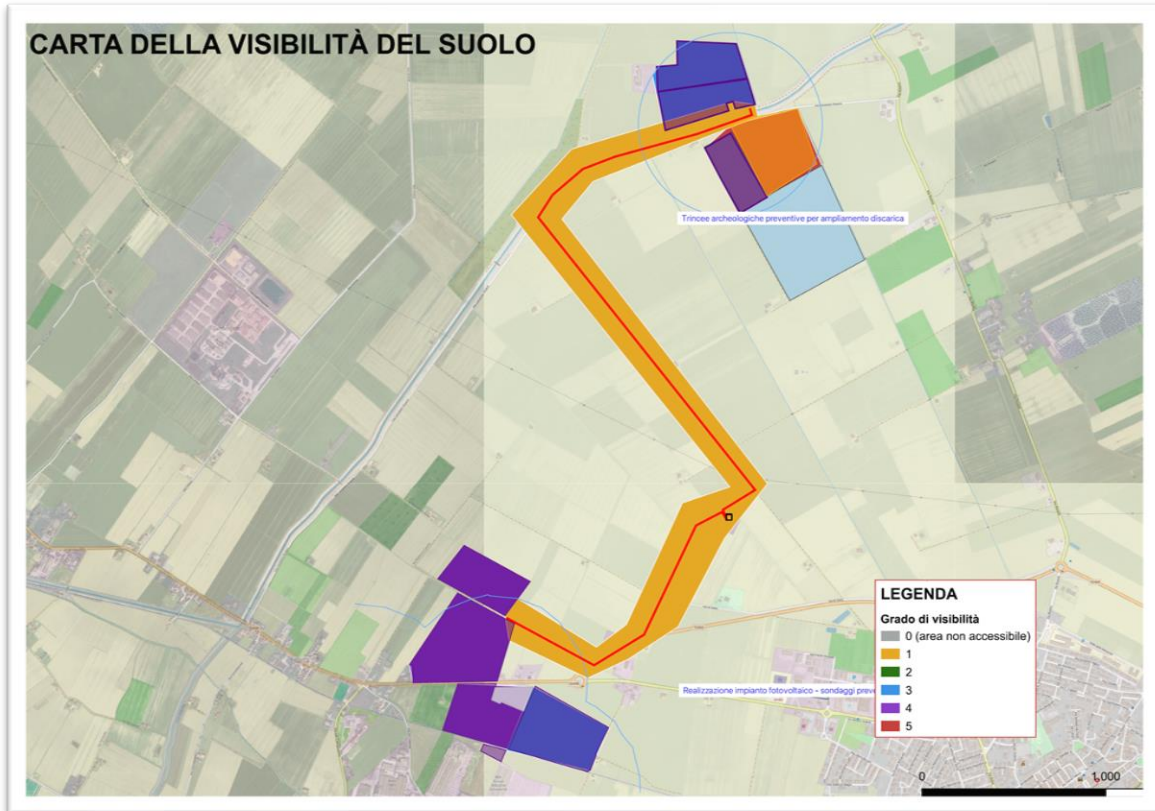 CARTA DELLA VISIBILITÀ DEL SUOLO
Trincee archeologiche preventive per ampliamento discarica
LEGENDA
Grado di visibilità
0 (area non accessibile)
1
2
3
4
5
Realizzazione impianto fotovoltaico - sondaggi preve
0
1.000